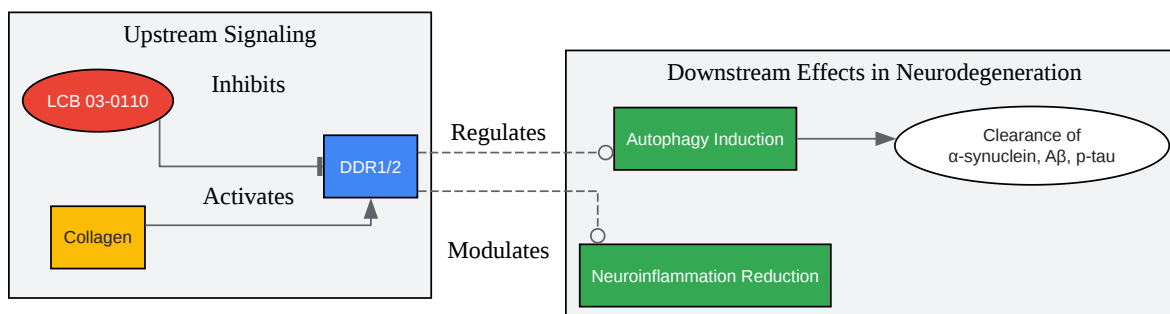 Upstream Signaling
Inhibits
LCB 03-0110
DDR1/2
Activates
Collagen
Regulates
Modulates
Downstream Effects in Neurodegeneration
Autophagy Induction
Clearance of
α-synuclein, Aβ, p-tau
Neuroinflammation Reduction